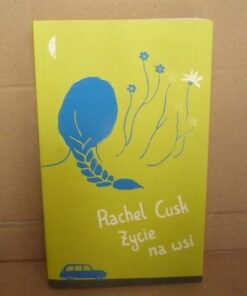 Rachel Cusk
Życie
na wsi